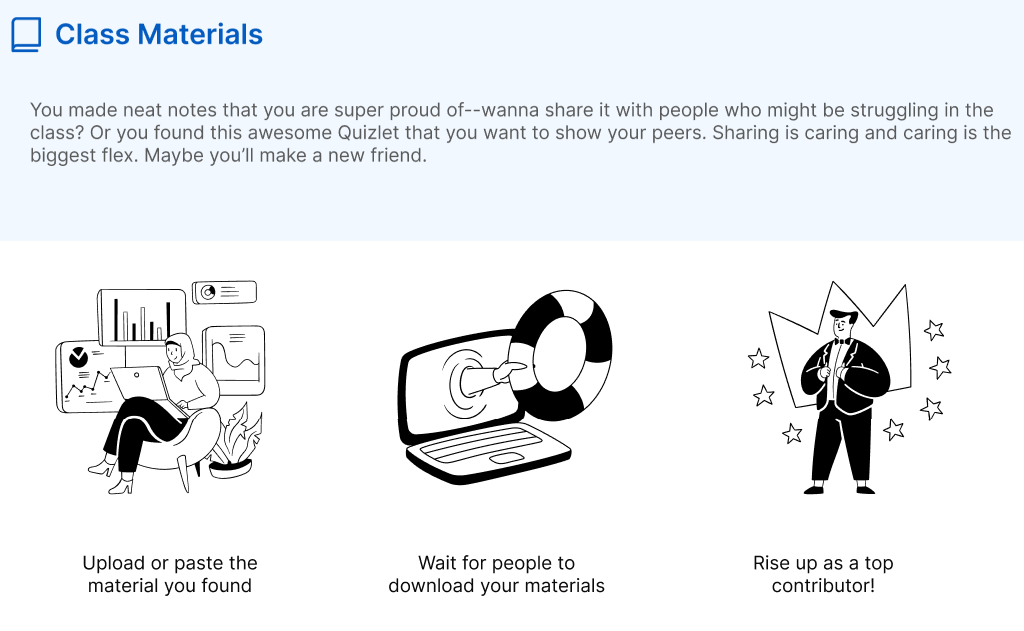 Class Materials
You made neat notes that you are super proud of--wanna share it with people who might be struggling in the
class? Or you found this awesome Quizlet that you want to show your peers. Sharing is caring and caring is the
biggest flex. Maybe you’ll make a new friend.
Upload or paste the
material you found
Wait for people to
download your materials
Rise up as a top
contributor!